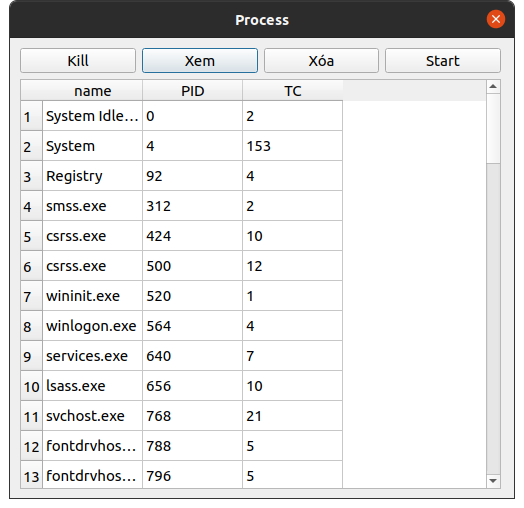 Process
Kill Xem Xóa Start
name PID TC
1 System Idle... 0 2
2 System 4 153
3 Registry 92 4
4 smss.exe 312 2
5 csrss.exe 424 10
6 csrss.exe 500 12
7 wininit.exe 520 1
8 winlogon.exe 564 4
9 services.exe 640 7
10 lsass.exe 656 10
11 svchost.exe 768 21
12 fontdrvhos... 788 5
13 fontdrvhos... 796 5